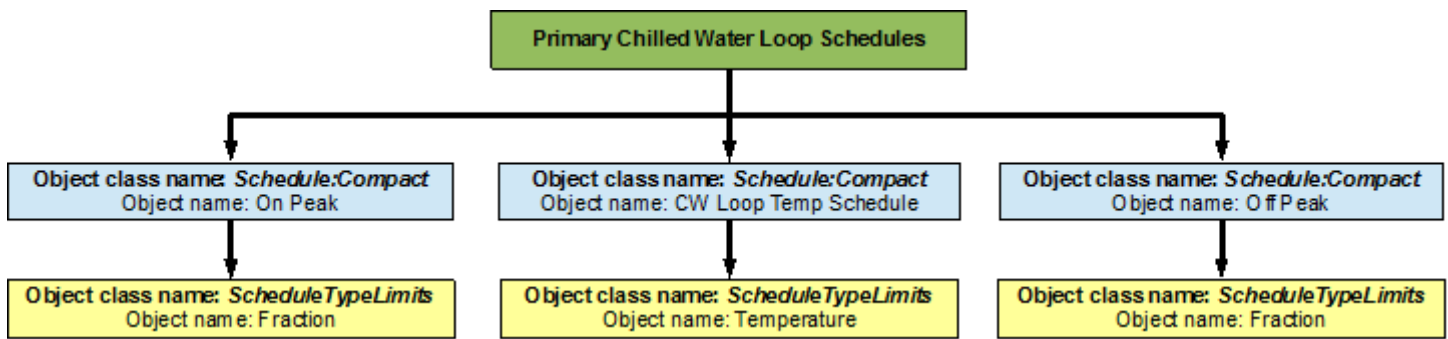 Primary Chilled Water Loop Schedules
Object class name: Schedule:Compact
Object name: On Peak
Object class name: Schedule:Compact
Object name: CW Loop Temp Schedule
Object class name: Schedule:Compact
Object name: Off Peak
Object class name: ScheduleTypeLimits
Object name: Fraction
Object class name: ScheduleTypeLimits
Object name: Temperature
Object class name: ScheduleTypeLimits
Object name: Fraction